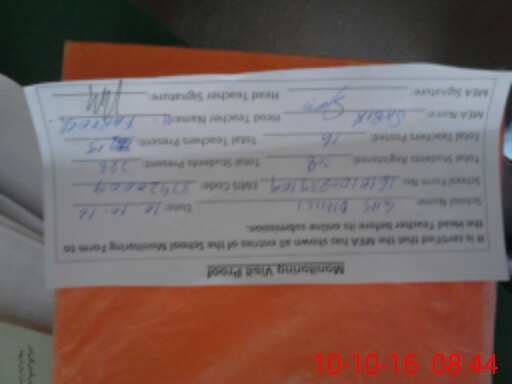 Monitoring Visit Proof
It is certified that the MEA has shown all entries of the School Monitoring Form to
the Head Teacher before its online submission.
School Name: GHS Date: 10.10.16
School Form No: EMIS Code:
Total Students Registered: Total Students Present:
Total Teachers Posted: 16 Total Teachers Present: 15
MEA Name: SABIR Head Teacher Name: M. FAROOQ
MEA Signature: Head Teacher Signature:
10-10-16 08:44